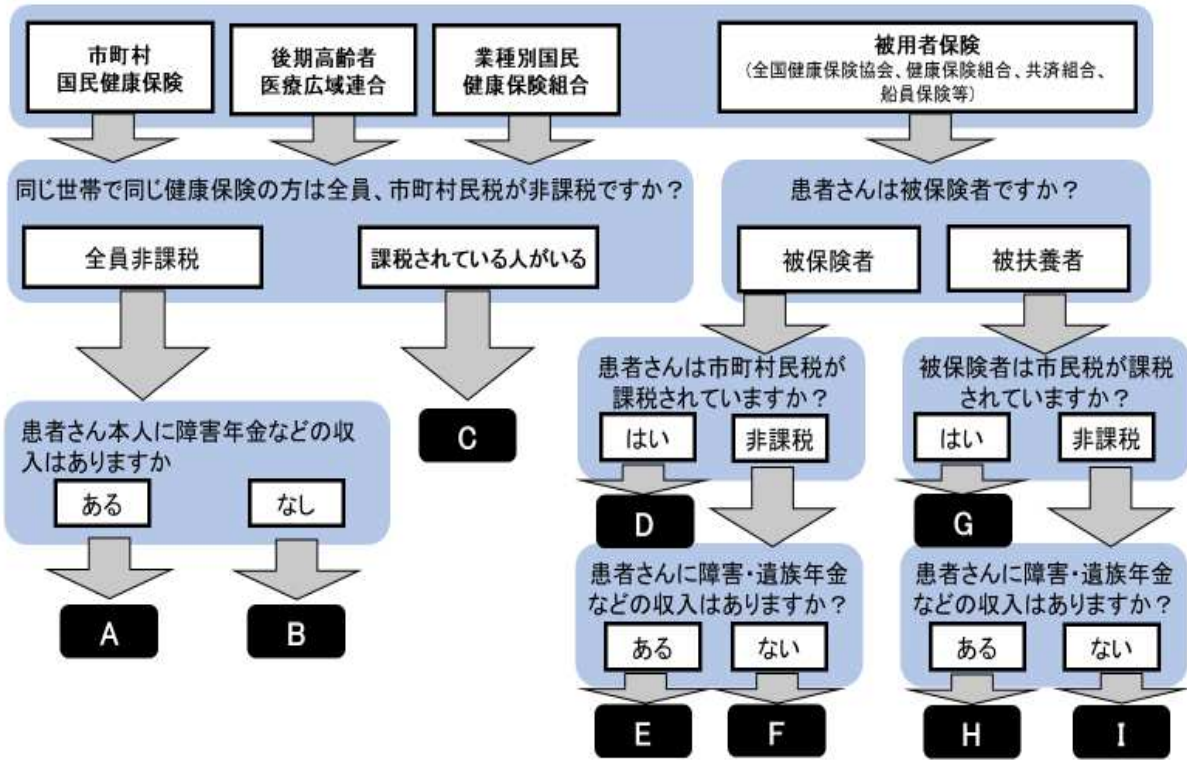 市町村
国民健康保険
後期高齢者
医療広域連合
業種別国民
健康保険組合
被用者保険
(全国健康保険協会、健康保険組合、共済組合、
船員保険等)
同じ世帯で同じ健康保険の方は全員、市町村民税が非課税ですか？
全員非課税
課税されている人がいる
患者さんは被保険者ですか？
被保険者
被扶養者
患者さん本人に障害年金などの収
入はありますか
ある
なし
A
B
C
患者さんは市町村民税が
課税されていますか？
はい
非課税
D
患者さんに障害・遺族年金
などの収入はありますか？
ある
ない
E
F
被保険者は市民税が課税
されていますか？
はい
非課税
G
患者さんに障害・遺族年金
などの収入はありますか？
ある
ない
H
I